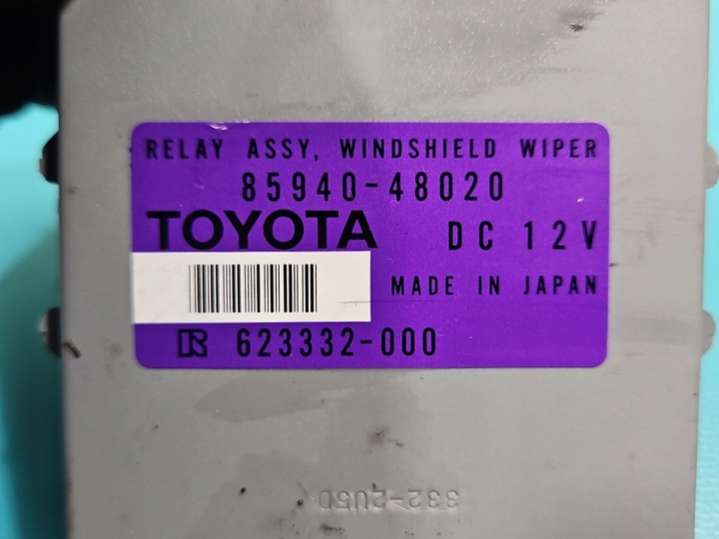 RELAY ASSY, WINDSHIELD WIPER
85940-48020
TOYOTA DC 12V
MADE IN JAPAN
R 623332-000
332-2U5D